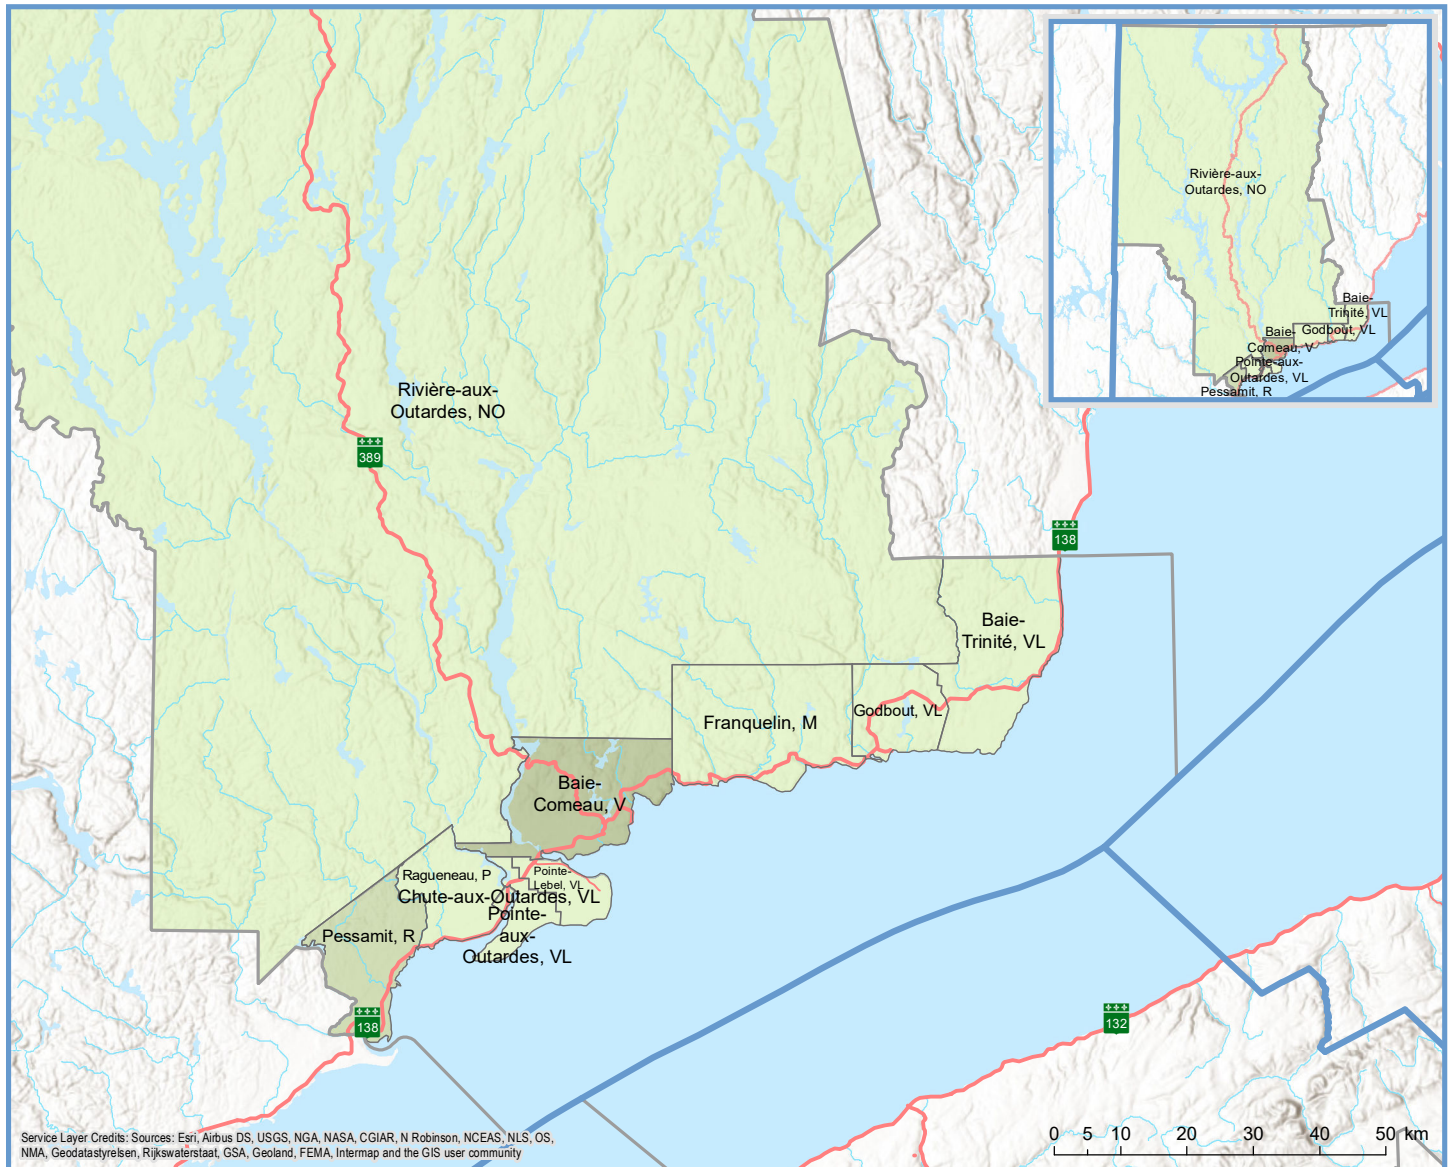 Rivière-aux-
Outardes, NO
Baie-
Trinité, VL
Godbout, VL
Baie-
Comeau, V
Pointe-aux-
Outardes, VL
Pessamit, R
Rivière-aux-
Outardes, NO
389
138
Baie-
Trinité, VL
Godbout, VL
Franquelin, M
Baie-
Comeau, V
Ragueneau, P
Pointe-
Lebel, VL
Chute-aux-Outardes, VL
Pointe-
aux-
Outardes, VL
Pessamit, R
138
132
0 5 10 20 30 40 50 km
Service Layer Credits: Sources: Esri, Airbus DS, USGS, NGA, NASA, CGIAR, N Robinson, NCEAS, NLS, OS,
NMA, Geodatastyrelsen, Rijkswaterstaat, GSA, Geoland, FEMA, Intermap and the GIS user community